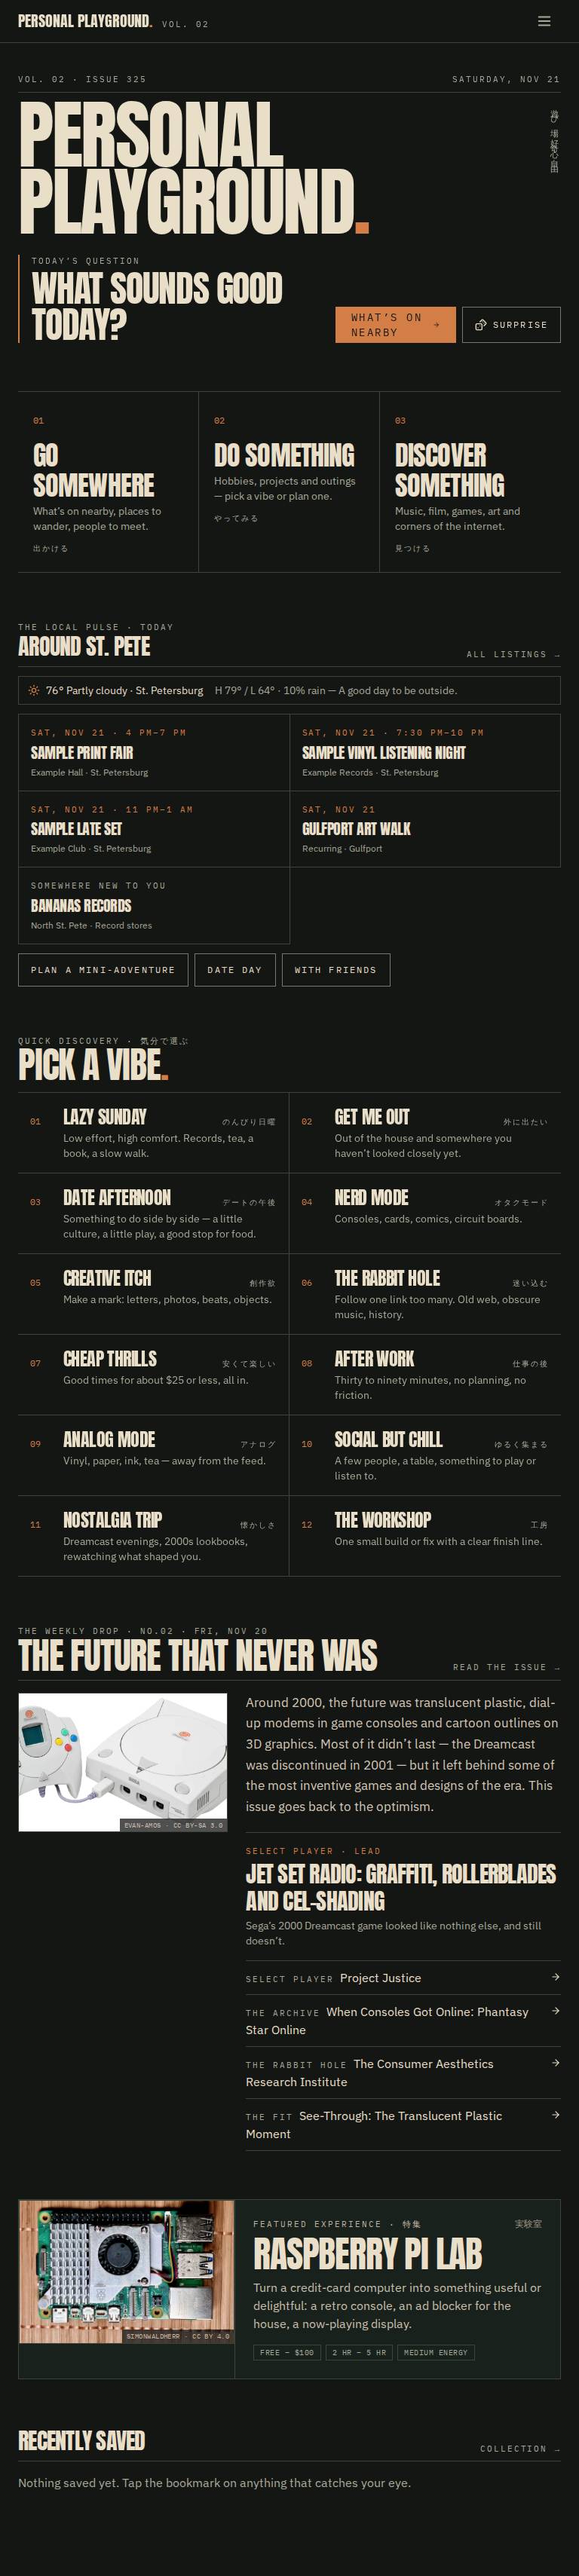 PERSONAL PLAYGROUND. VOL. 02
VOL. 02 · ISSUE 325
SATURDAY, NOV 21
PERSONAL
PLAYGROUND.
TODAY'S QUESTION
WHAT SOUNDS GOOD
TODAY?
WHAT'S ON
NEARBY →
SURPRISE
01
GO
SOMEWHERE
What's on nearby, places to
wander, people to meet.
出かける
02
DO SOMETHING
Hobbies, projects and outings
— pick a vibe or plan one.
やってみる
03
DISCOVER
SOMETHING
Music, film, games, art and
corners of the internet.
見つける
THE LOCAL PULSE · TODAY
AROUND ST. PETE
ALL LISTINGS →
76° Partly cloudy · St. Petersburg H 79° / L 64° · 10% rain — A good day to be outside.
SAT, NOV 21 · 4 PM–7 PM
SAMPLE PRINT FAIR
Example Hall · St. Petersburg
SAT, NOV 21 · 7:30 PM–10 PM
SAMPLE VINYL LISTENING NIGHT
Example Records · St. Petersburg
SAT, NOV 21 · 11 PM–1 AM
SAMPLE LATE SET
Example Club · St. Petersburg
SAT, NOV 21
GULFPORT ART WALK
Recurring · Gulfport
SOMEWHERE NEW TO YOU
BANANAS RECORDS
North St. Pete · Record stores
PLAN A MINI-ADVENTURE
DATE DAY
WITH FRIENDS
QUICK DISCOVERY · 気分で選ぶ
PICK A VIBE.
01 LAZY SUNDAY のんびり日曜
Low effort, high comfort. Records, tea, a
book, a slow walk.
02 GET ME OUT 外に出たい
Out of the house and somewhere you
haven't looked closely yet.
03 DATE AFTERNOON デートの午後
Something to do side by side — a little
culture, a little play, a good stop for food.
04 NERD MODE オタクモード
Consoles, cards, comics, circuit boards.
05 CREATIVE ITCH 創作欲
Make a mark: letters, photos, beats, objects.
06 THE RABBIT HOLE 迷い込む
Follow one link too many. Old web, obscure
music, history.
07 CHEAP THRILLS 安くて楽しい
Good times for about $25 or less, all in.
08 AFTER WORK 仕事の後
Thirty to ninety minutes, no planning, no
friction.
09 ANALOG MODE アナログ
Vinyl, paper, ink, tea — away from the feed.
10 SOCIAL BUT CHILL ゆるく集まる
A few people, a table, something to play or
listen to.
11 NOSTALGIA TRIP 懐かしさ
Dreamcast evenings, 2000s lookbooks,
rewatching what shaped you.
12 THE WORKSHOP 工房
One small build or fix with a clear finish line.
THE WEEKLY DROP · NO.02 · FRI, NOV 20
THE FUTURE THAT NEVER WAS
READ THE ISSUE →
EVAN-AMOS · CC BY-SA 3.0
Around 2000, the future was translucent plastic, dial-
up modems in game consoles and cartoon outlines on
3D graphics. Most of it didn't last — the Dreamcast
was discontinued in 2001 — but it left behind some of
the most inventive games and designs of the era. This
issue goes back to the optimism.
SELECT PLAYER · LEAD
JET SET RADIO: GRAFFITI, ROLLERBLADES
AND CEL-SHADING
Sega's 2000 Dreamcast game looked like nothing else, and still
doesn't.
SELECT PLAYER Project Justice →
THE ARCHIVE When Consoles Got Online: Phantasy →
Star Online
THE RABBIT HOLE The Consumer Aesthetics →
Research Institute
THE FIT See-Through: The Translucent Plastic →
Moment
SIMONWALDHERR · CC BY 4.0
FEATURED EXPERIENCE · 特集
実験室
RASPBERRY PI LAB
Turn a credit-card computer into something useful or
delightful: a retro console, an ad blocker for the
house, a now-playing display.
FREE – $100
2 HR – 5 HR
MEDIUM ENERGY
RECENTLY SAVED
COLLECTION →
Nothing saved yet. Tap the bookmark on anything that catches your eye.